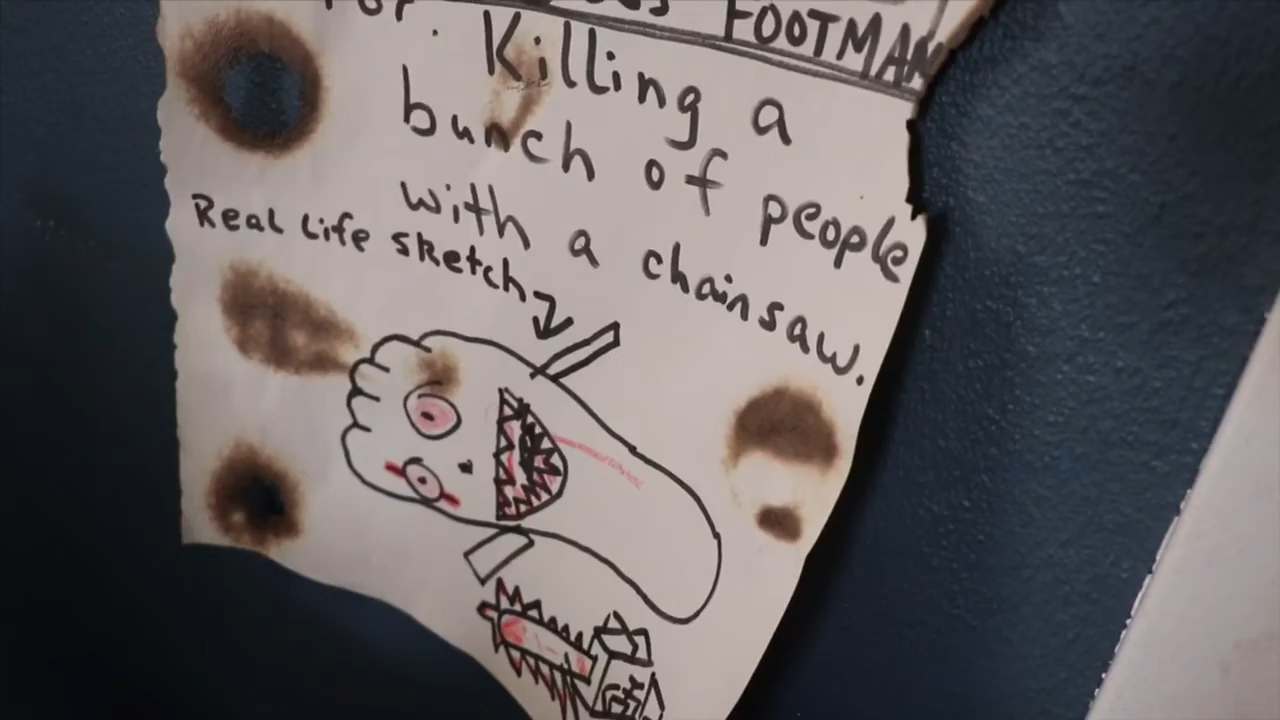 FOOTMAN
For Killing a
bunch of people
with a chainsaw.
Real Life sketch